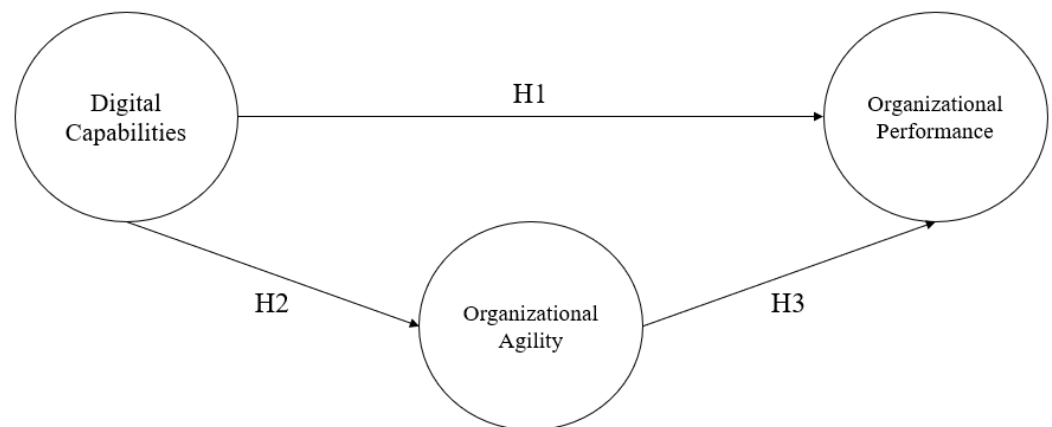 Digital
Capabilities
H1
Organizational
Performance
H2
Organizational
Agility
H3